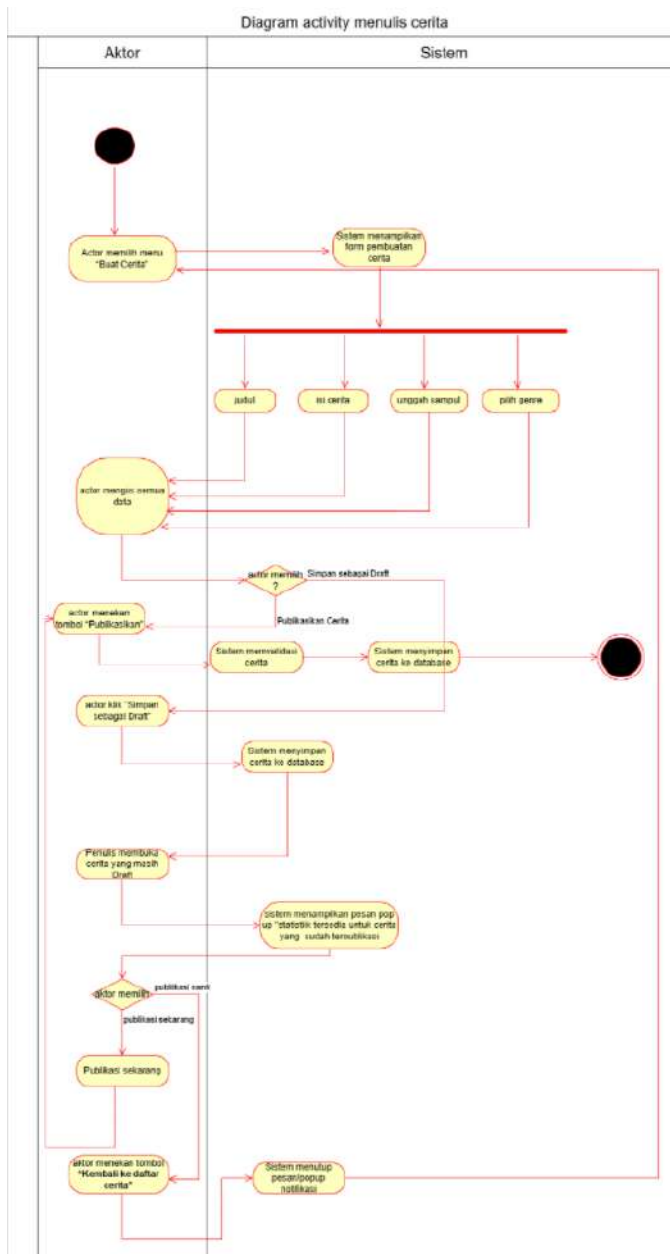 Diagram activity menulis cerita
Aktor
Sistem
Actor memilih menu
"Buat Cerita"
Sistem menampilkan
form pembuatan
cerita
judul
isi cerita
unggah sampul
pilih genre
actor mengisi semua
data
actor memilih
?
Simpan sebagai Draft
Publikasikan Cerita
actor menekan
tombol "Publikasikan"
Sistem memvalidasi
cerita
Sistem menyimpan
cerita ke database
actor klik "Simpan
sebagai Draft"
Sistem menyimpan
cerita ke database
Penulis membuka
cerita yang masih
Draft
sistem menampilkan pesan pop
up "statistik tersedia untuk cerita
yang sudah terpublikasi
aktor memilih
publikasi nanti
publikasi sekarang
Publikasi sekarang
aktor menekan tombol
"Kembali ke daftar
cerita"
Sistem menutup
pesan/popup
notifikasi